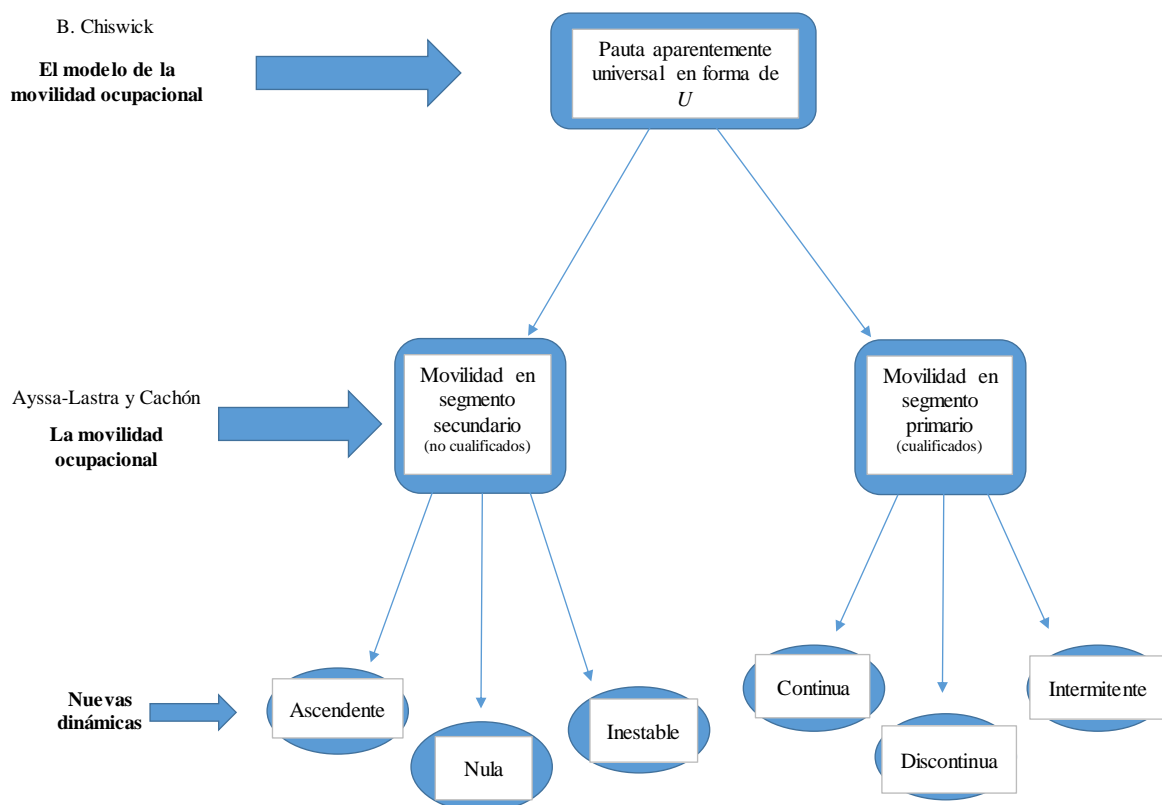 B. Chiswick
El modelo de la
movilidad ocupacional
Pauta aparentemente
universal en forma de
U
Ayssa-Lastra y Cachón
La movilidad
ocupacional
Movilidad en
segmento
secundario
(no cualificados)
Movilidad en
segmento
primario
(cualificados)
Nuevas
dinámicas
Ascendente
Nula
Inestable
Continua
Discontinua
Intermitente